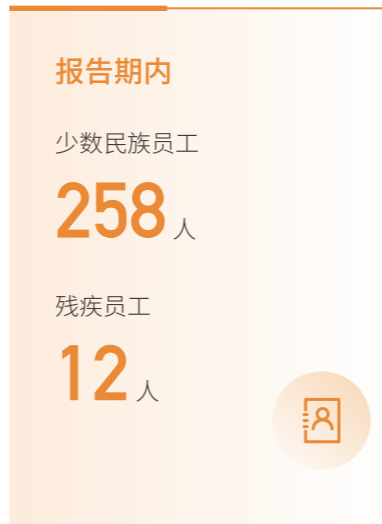 报告期内
少数民族员工
258 人
残疾员工
12 人